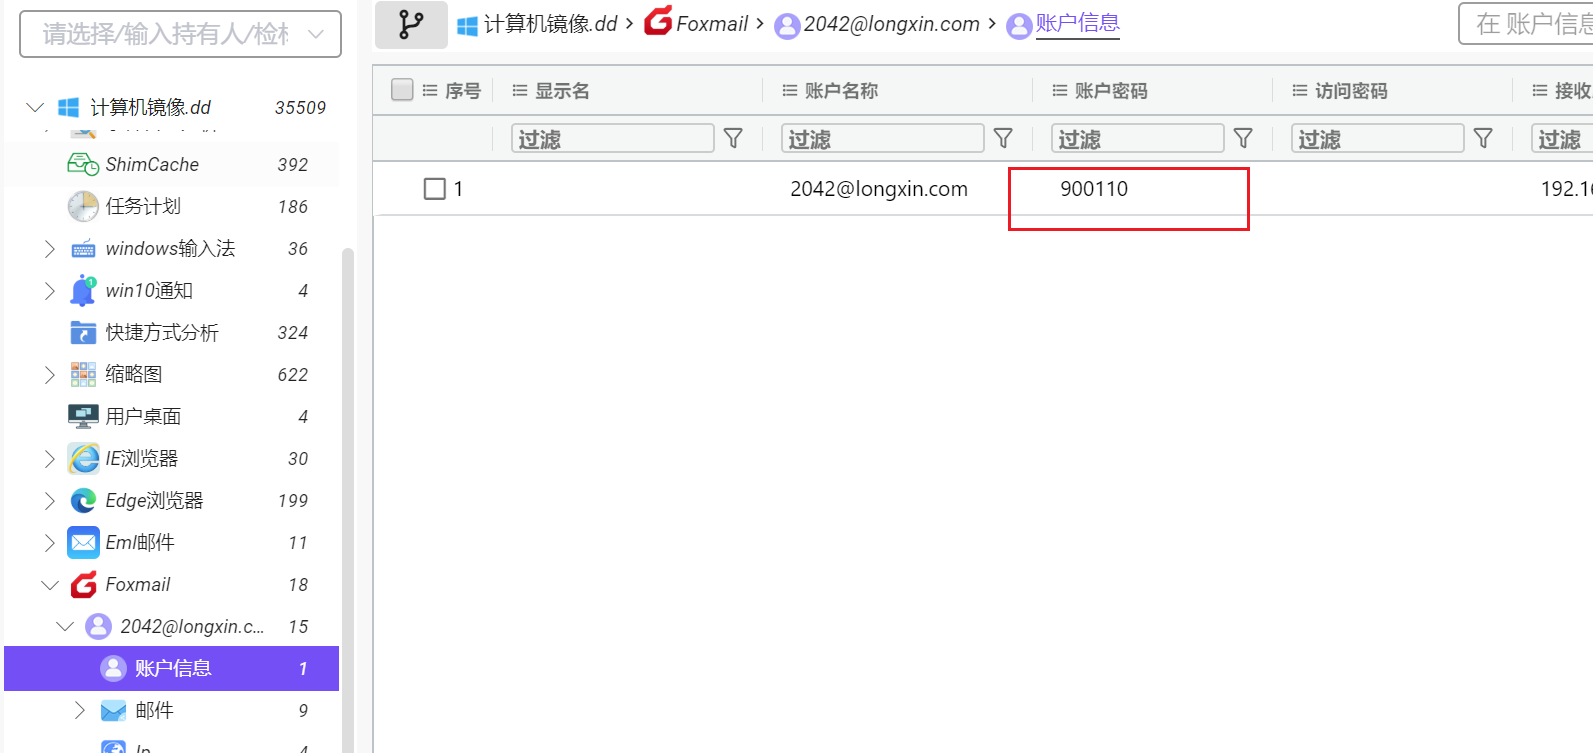 请选择/输入持有人/检
计算机镜像.dd 35509
ShimCache 392
任务计划 186
windows输入法 36
win10通知 4
快捷方式分析 324
缩略图 622
用户桌面 4
IE浏览器 30
Edge浏览器 199
Eml邮件 11
Foxmail 18
2042@longxin.c... 15
账户信息 1
邮件 9
Ip 4
计算机镜像.dd > Foxmail > 2042@longxin.com > 账户信息
在 账户信息
序号 显示名 账户名称 账户密码 访问密码 接收
过滤 过滤 过滤 过滤 过滤
1 2042@longxin.com 900110 192.16